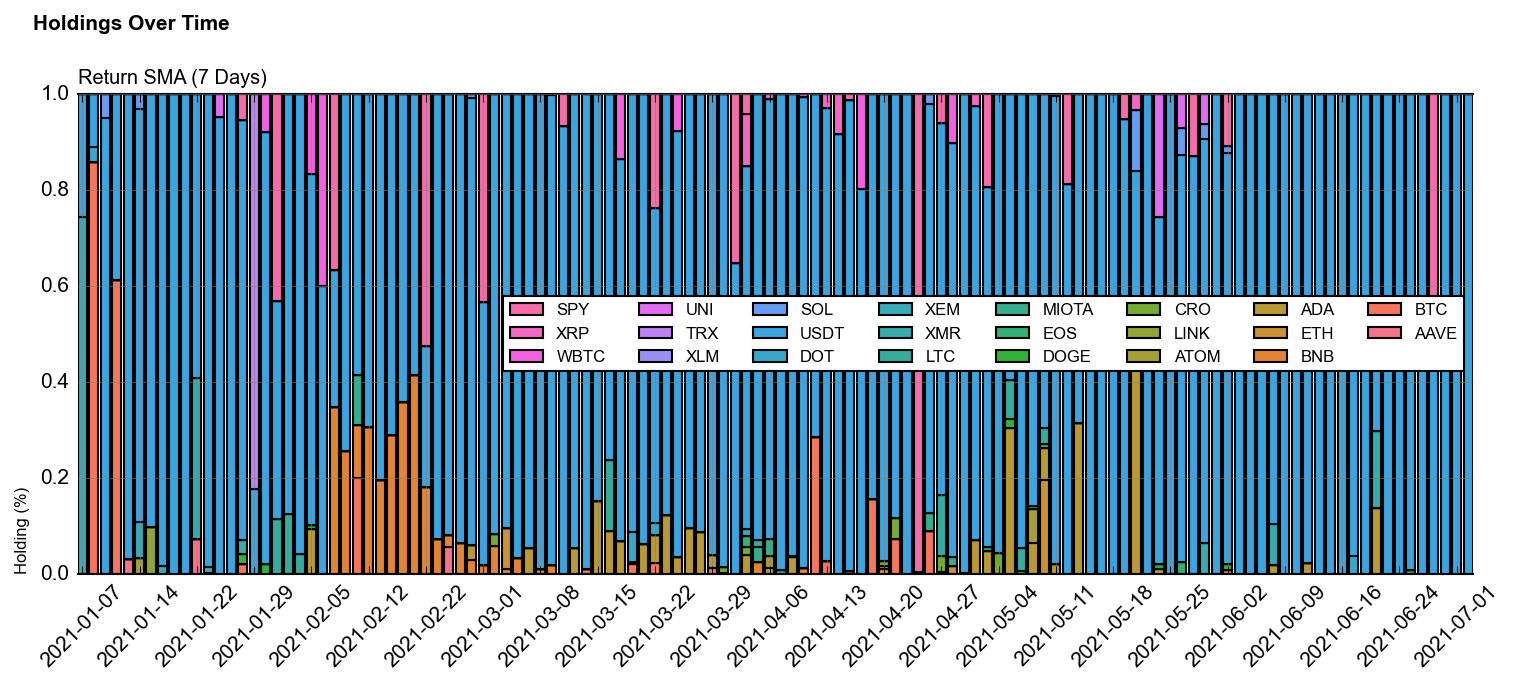 Holdings Over Time
Return SMA (7 Days)
1.0
0.8
0.6
0.4
0.2
0.0
Holding (%)
SPY UNI SOL XEM MIOTA CRO ADA BTC
XRP TRX USDT XMR EOS LINK ETH AAVE
WBTC XLM DOT LTC DOGE ATOM BNB
2021-01-07 2021-01-14 2021-01-22 2021-01-29 2021-02-05 2021-02-12 2021-02-22 2021-03-01 2021-03-08 2021-03-15 2021-03-22 2021-03-29 2021-04-06 2021-04-13 2021-04-20 2021-04-27 2021-05-04 2021-05-11 2021-05-18 2021-05-25 2021-06-02 2021-06-09 2021-06-16 2021-06-24 2021-07-01